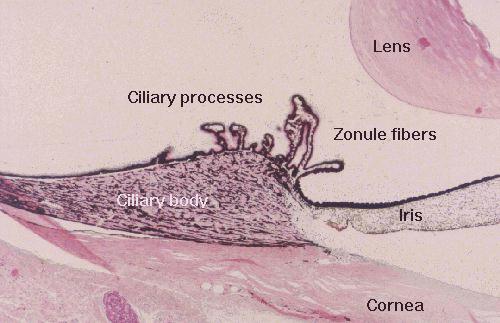 Lens
Ciliary processes
Zonule fibers
Ciliary body
Iris
Cornea